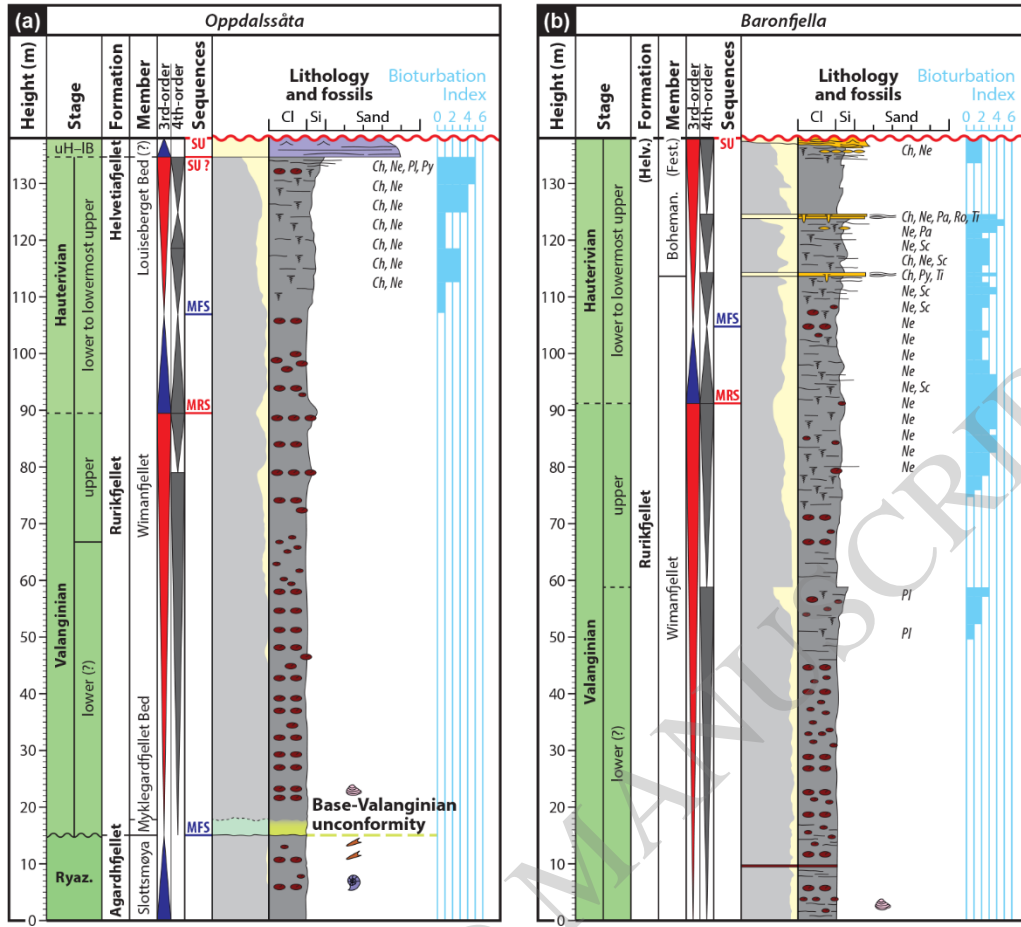 (a)
Oppdalssåta
Height (m)
Stage
Formation
Member
3rd-order
4th-order
Sequences
Lithology
and fossils
Cl
Si
Sand
Bioturbation
Index
0 2 4 6
uH–lB
Hauterivian
lower to lowermost upper
Valanginian
upper
lower (?)
Ryaz.
Helvetiafjellet
Rurikfjellet
Agardhfjellet
Louiseberget Bed (?)
Wimanfjellet
Myklegardfjellet Bed
Slottsmøya
SU
SU ?
MFS
MRS
MFS
130
120
110
100
90
80
70
60
50
40
30
20
10
0
Ch, Ne, Pl, Py
Ch, Ne
Ch, Ne
Ch, Ne
Ch, Ne
Ch, Ne
Base-Valanginian
unconformity
(b)
Baronfjella
Height (m)
Stage
Formation
Member
3rd-order
4th-order
Sequences
Lithology
and fossils
Cl
Si
Sand
Bioturbation
Index
0 2 4 6
Hauterivian
lower to lowermost upper
Valanginian
upper
lower (?)
(Helv.)
Rurikfjellet
(Fest.)
Boheman.
Wimanfjellet
SU
MFS
MRS
130
120
110
100
90
80
70
60
50
40
30
20
10
0
Ch, Ne
Ch, Ne, Pa, Ro, Ti
Ne, Pa
Ne, Sc
Ch, Ne, Sc
Ch, Py, Ti
Ne, Sc
Ne, Sc
Ne
Ne
Ne
Ne
Ne, Sc
Ne
Ne
Ne
Ne
Ne
Pl
Pl
MANUSCRI